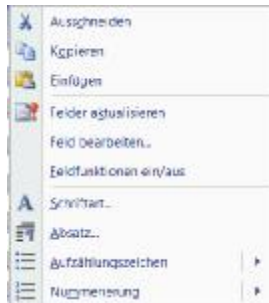 Ausschneiden
Kopieren
Einfügen
Felder aktualisieren
Feld bearbeiten...
Feldfunktionen ein/aus
Schriftart...
Absatz...
Aufzählungszeichen
Nummerierung